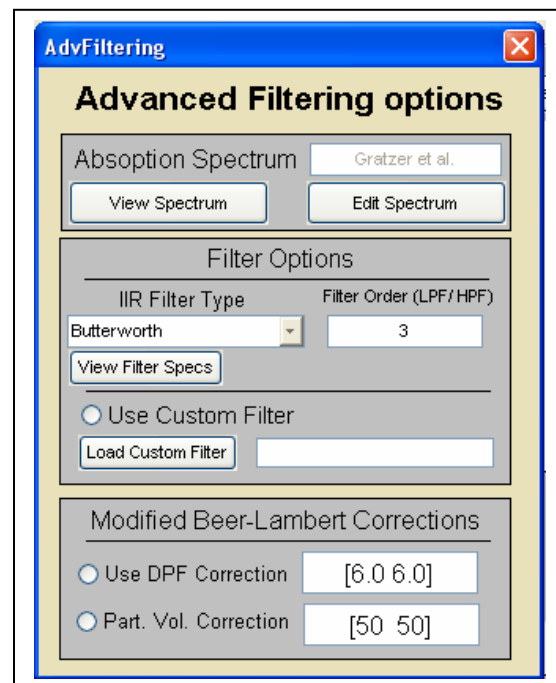 AdvFiltering
Advanced Filtering options
Absoption Spectrum Gratzer et al.
View Spectrum Edit Spectrum
Filter Options
IIR Filter Type Filter Order (LPF/HPF)
Butterworth 3
View Filter Specs
Use Custom Filter
Load Custom Filter
Modified Beer-Lambert Corrections
Use DPF Correction [6.0 6.0]
Part. Vol. Correction [50 50]